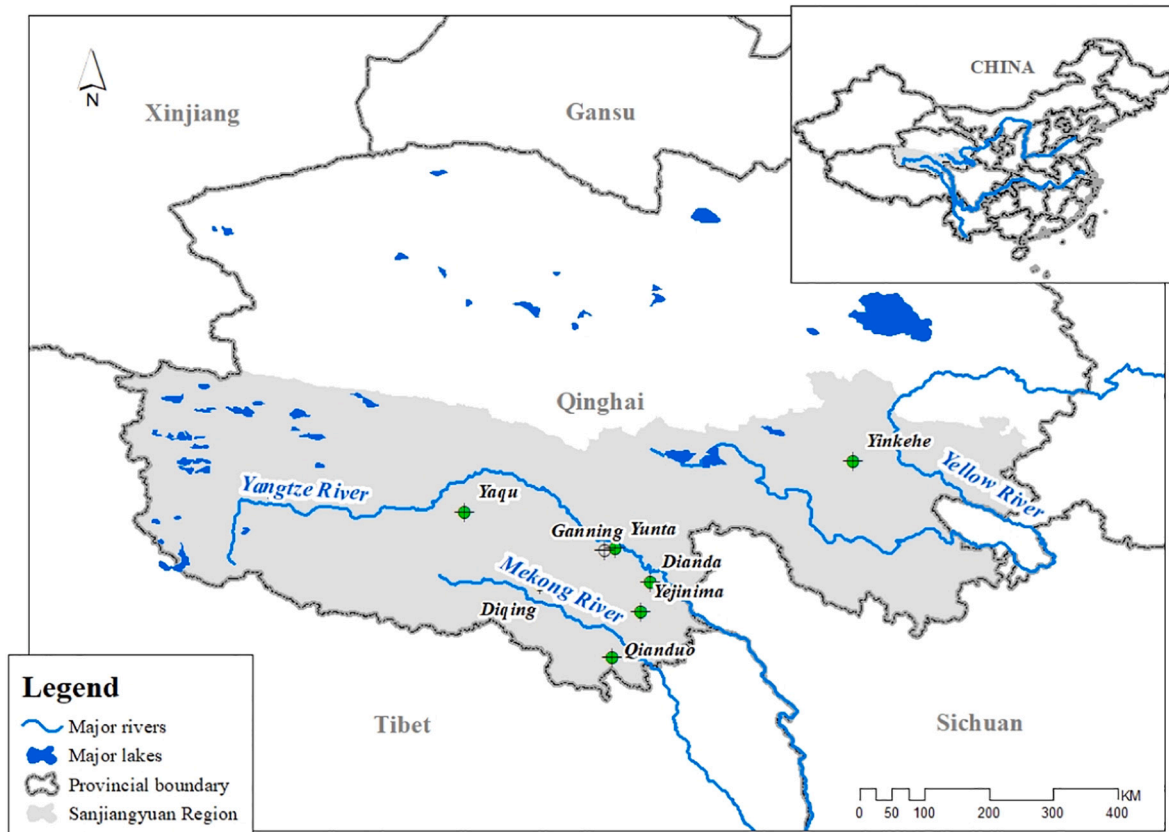 CHINA
N
Xinjiang
Gansu
Qinghai
Yinkehe
Yellow River
Yangtze River
Yaqu
Ganning
Yunta
Dianda
Mekong River
Yejinima
Diqing
Qianduo
Tibet
Sichuan
Legend
Major rivers
Major lakes
Provincial boundary
Sanjiangyuan Region
KM
0 25 50 100 200 300 400